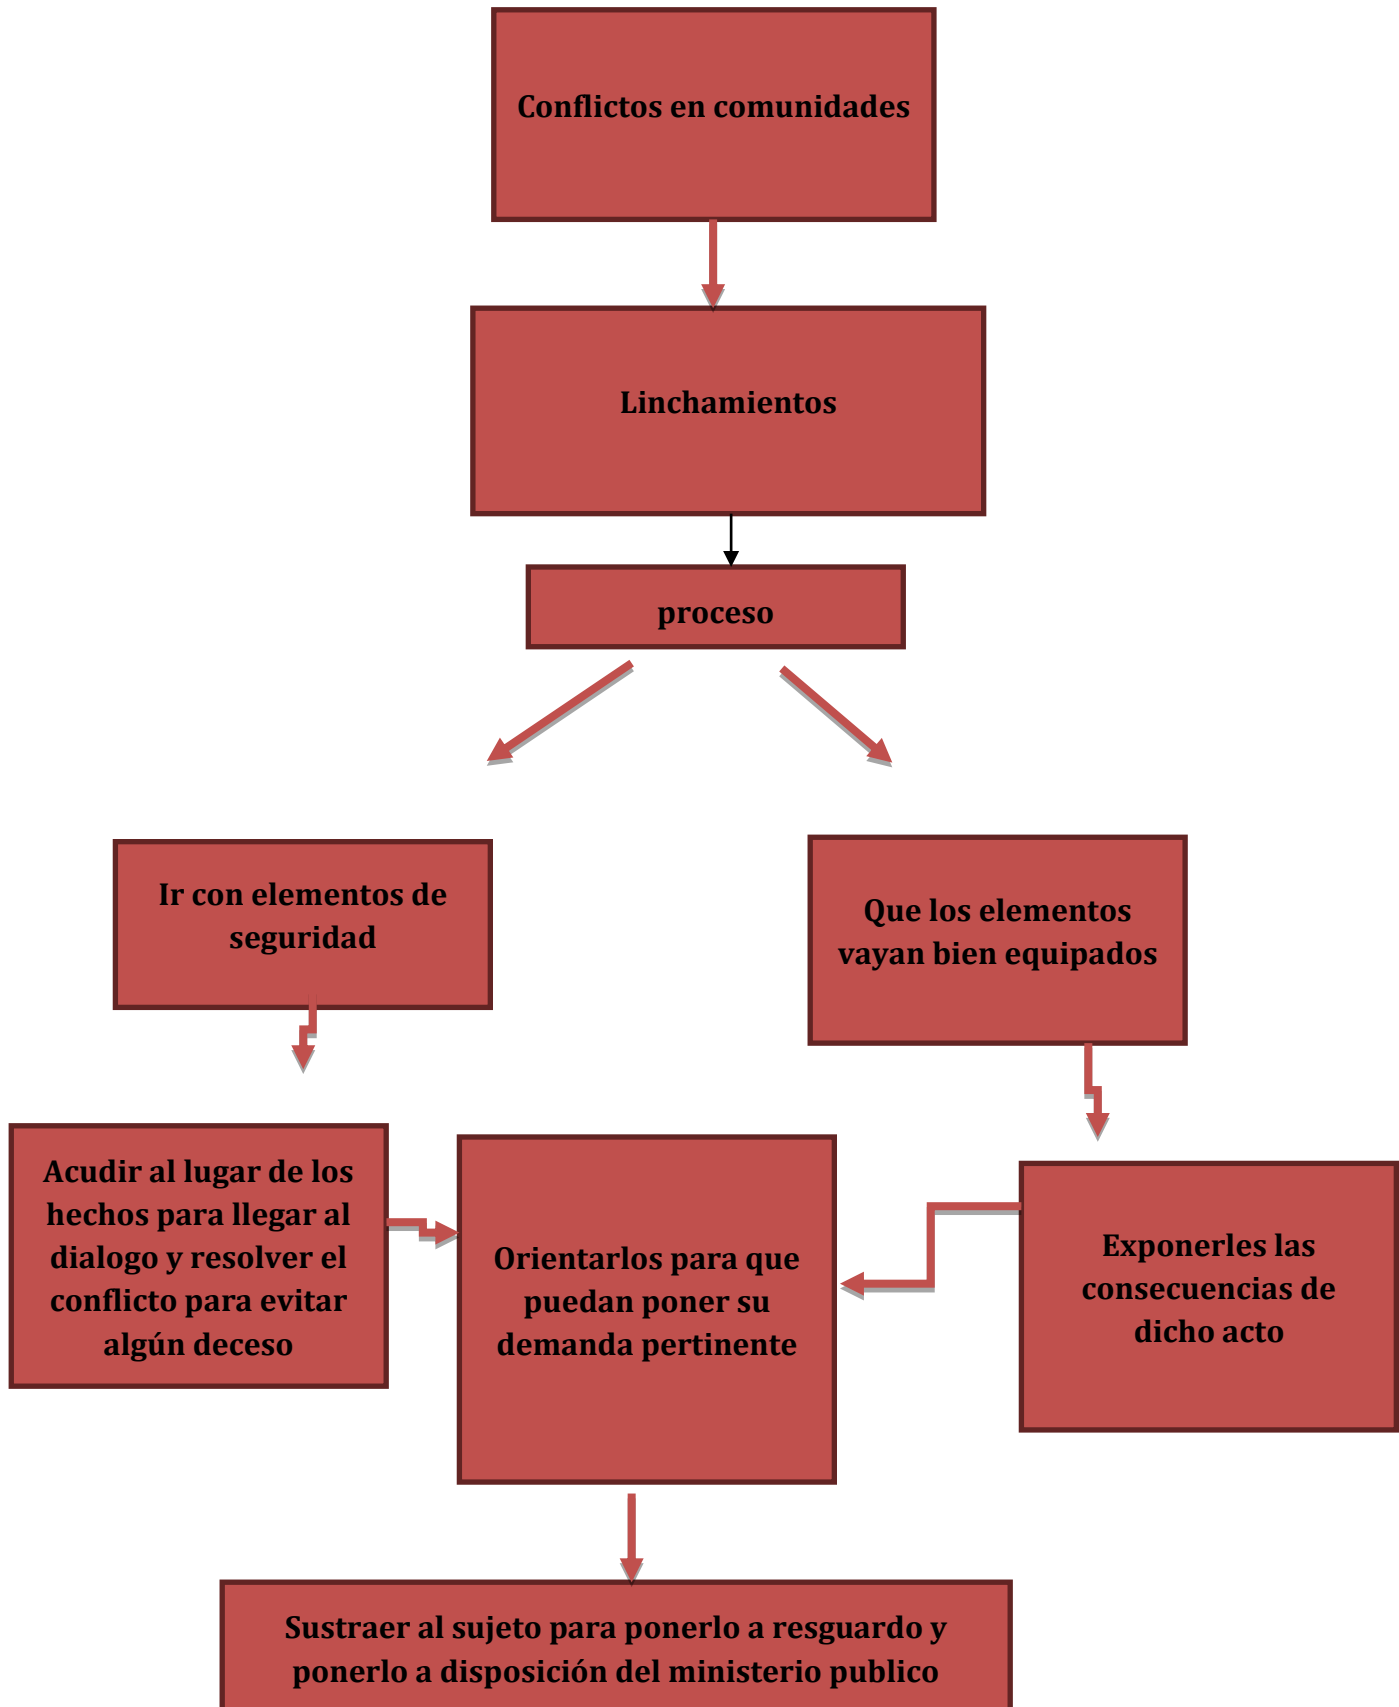 Conflictos en comunidades
Linchamientos
proceso
Ir con elementos de
seguridad
Que los elementos
vayan bien equipados
Acudir al lugar de los
hechos para llegar al
dialogo y resolver el
conflicto para evitar
algún deceso
Orientarlos para que
puedan poner su
demanda pertinente
Exponerles las
consecuencias de
dicho acto
Sustraer al sujeto para ponerlo a resguardo y
ponerlo a disposición del ministerio publico